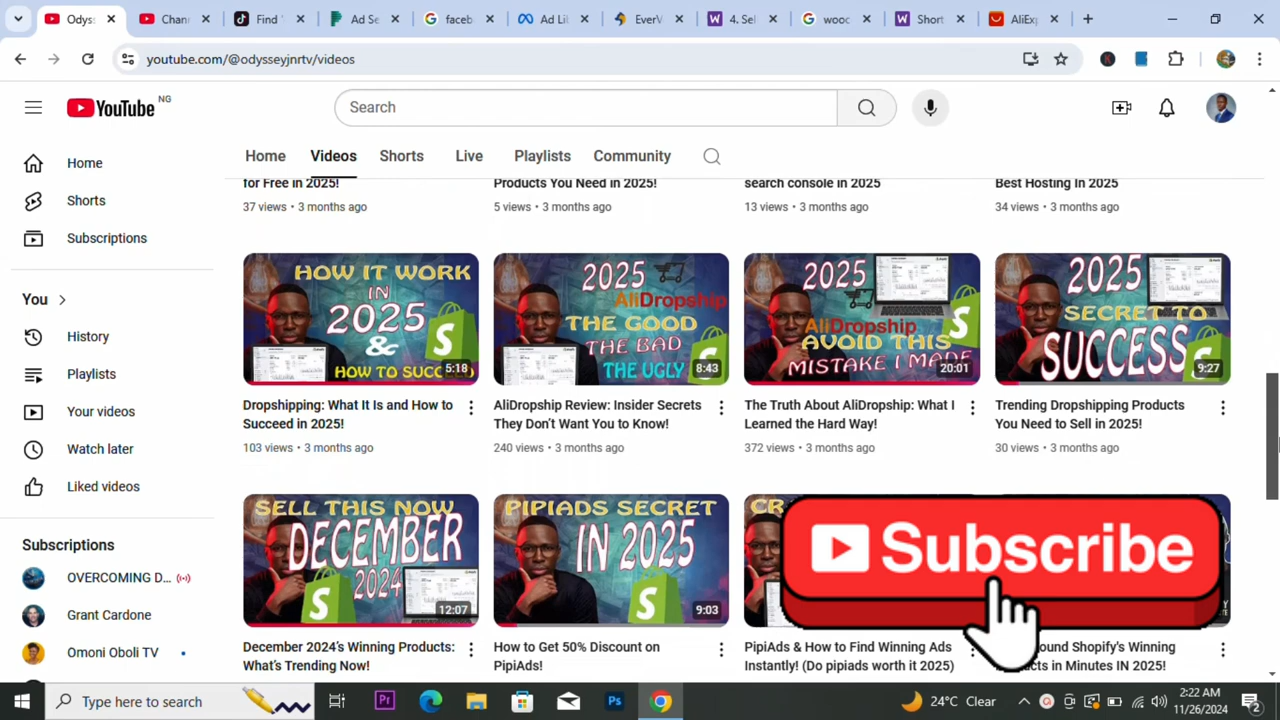 Odys
Chann
Find
Ad Se
faceb
Ad Li
EverV
4. Sel
wooc
Short
AliExp
youtube.com/@odysseyjnrtv/videos
YouTube NG
Search
Home
Shorts
Subscriptions
You
History
Playlists
Your videos
Watch later
Liked videos
Subscriptions
OVERCOMING D...
Grant Cardone
Omoni Oboli TV
Home Videos Shorts Live Playlists Community
for Free in 2025!
37 views • 3 months ago
Products You Need in 2025!
5 views • 3 months ago
search console in 2025
13 views • 3 months ago
Best Hosting In 2025
34 views • 3 months ago
HOW IT WORK
IN
2025
&
HOW TO SUCC
5:18
Dropshipping: What It Is and How to
Succeed in 2025!
103 views • 3 months ago
2025
AliDropship
THE GOOD
THE BAD
THE UGLY
8:43
AliDropship Review: Insider Secrets
They Don't Want You to Know!
240 views • 3 months ago
2025
AliDropship
AVOID THIS
MISTAKE I MADE
20:01
The Truth About AliDropship: What I
Learned the Hard Way!
372 views • 3 months ago
2025
SECRET TO
SUCCESS
9:27
Trending Dropshipping Products
You Need to Sell in 2025!
30 views • 3 months ago
SELL THIS NOW
DECEMBER
2024
12:07
December 2024's Winning Products:
What's Trending Now!
PIPIADS SECRET
IN 2025
9:03
How to Get 50% Discount on
PipiAds!
CR
PipiAds & How to Find Winning Ads
Instantly! (Do pipiads worth it 2025)
ound Shopify's Winning
cts in Minutes IN 2025!
Subscribe
Type here to search
24°C Clear
2:22 AM
11/26/2024
2